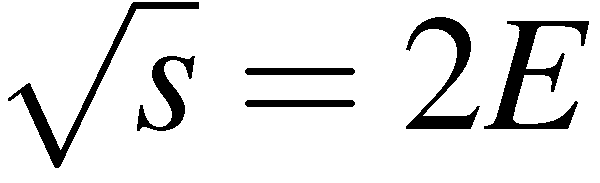 √s = 2E